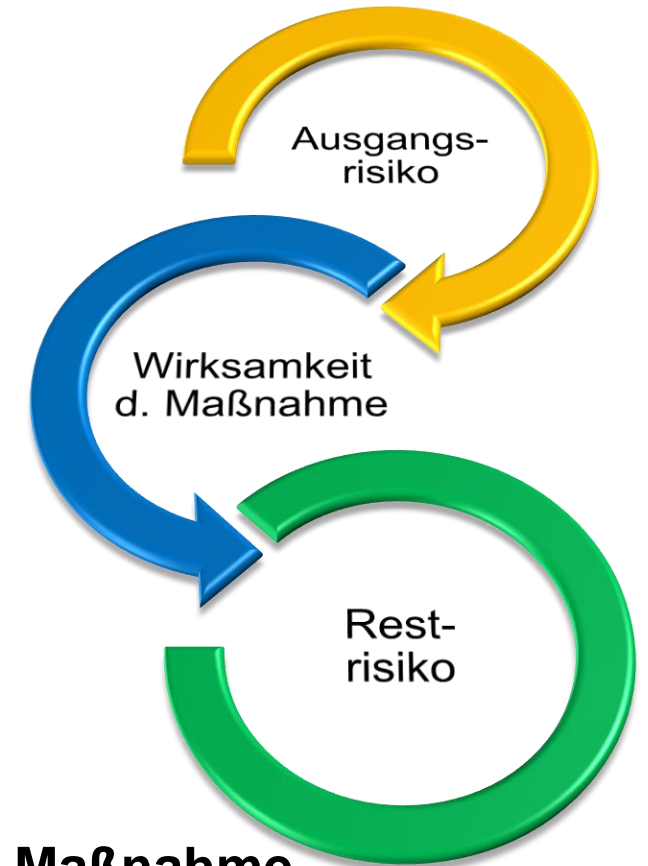 Ausgangs-
risiko
Wirksamkeit
d. Maßnahme
Rest-
risiko
Maßnahme